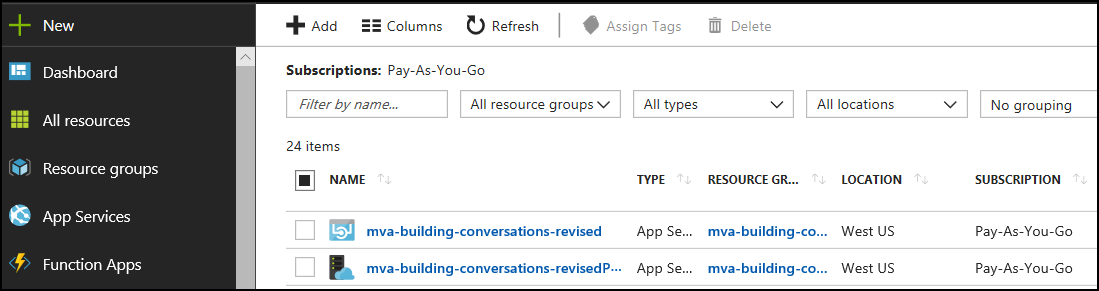 New
Dashboard
All resources
Resource groups
App Services
Function Apps
Add Columns Refresh Assign Tags Delete
Subscriptions: Pay-As-You-Go
Filter by name... All resource groups All types All locations No grouping
24 items
NAME TYPE RESOURCE GR... LOCATION SUBSCRIPTION
mva-building-conversations-revised App Se... mva-building-co... West US Pay-As-You-Go
mva-building-conversations-revisedP... App Se... mva-building-co... West US Pay-As-You-Go